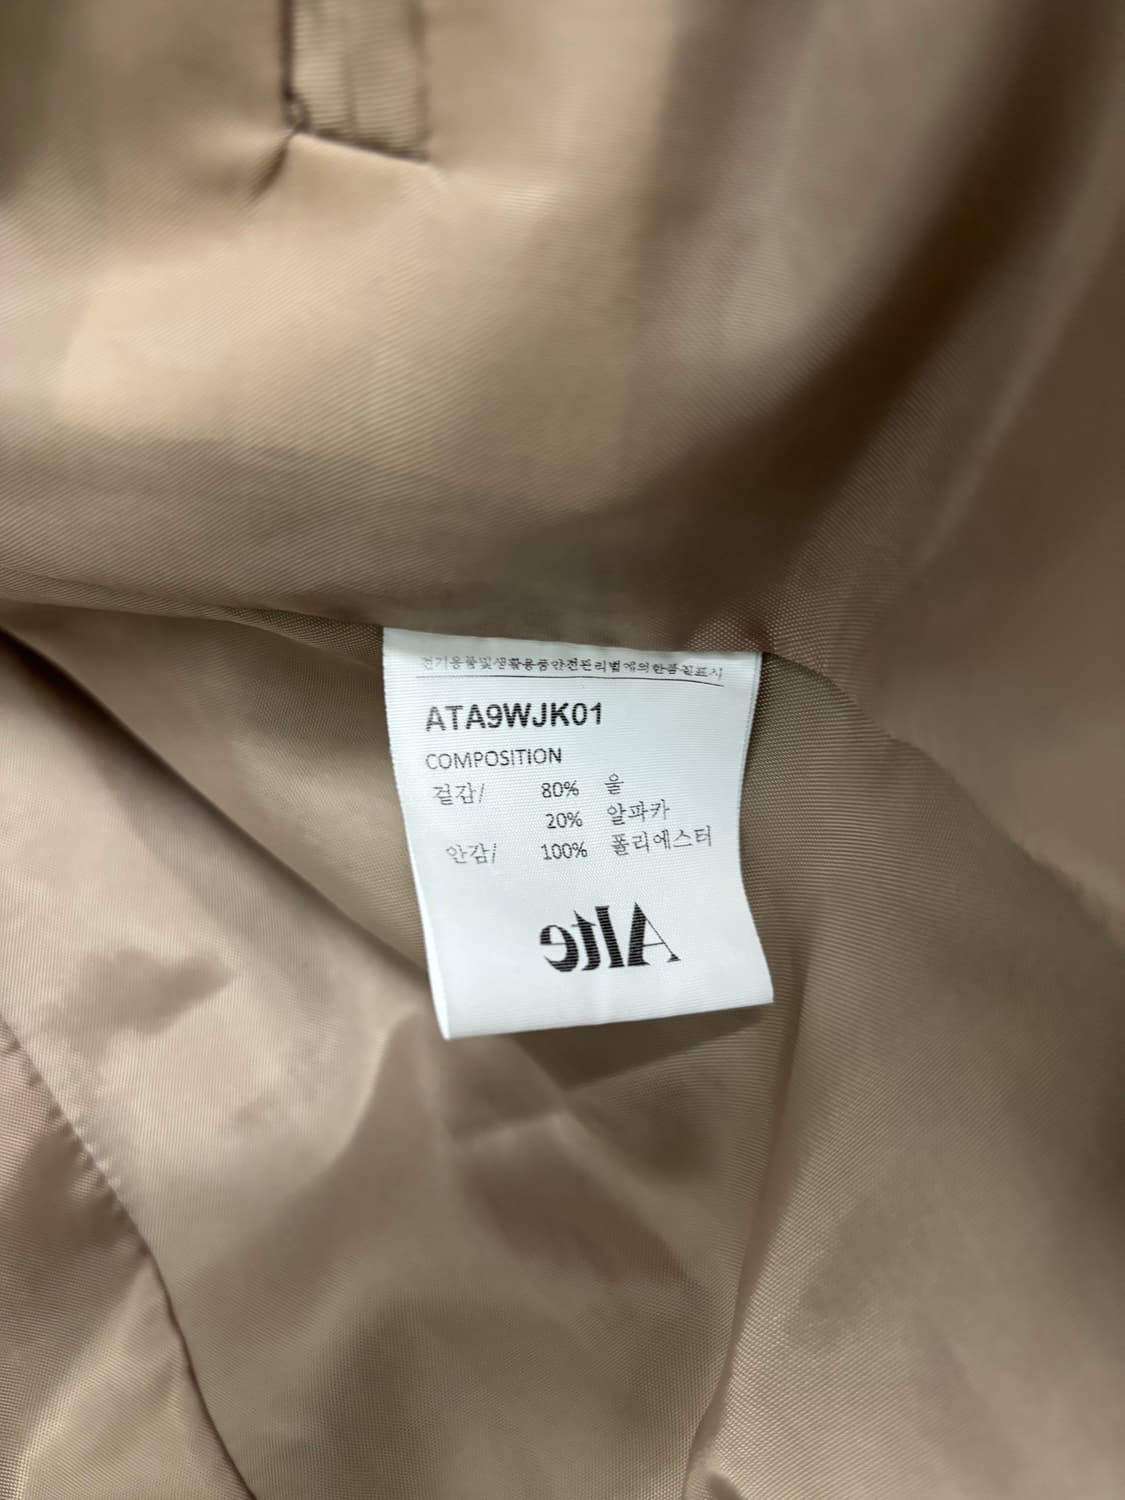 전기용품및생활용품안전관리법에의한품질표시
ATA9WJK01
COMPOSITION
겉감/ 80% 울
20% 알파카
안감/ 100% 폴리에스터
Alte